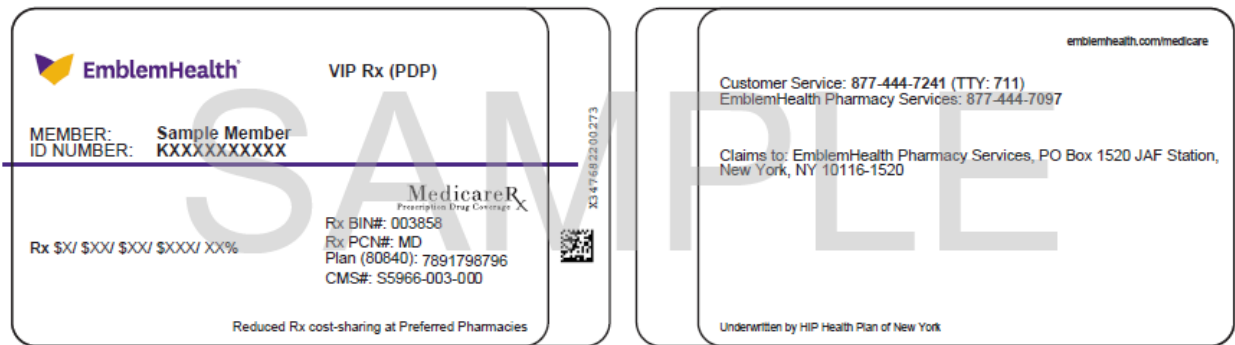 EmblemHealth
VIP Rx (PDP)
MEMBER: Sample Member
ID NUMBER: KXXXXXXXXXX
MedicareRx
Prescription Drug Coverage
Rx BIN#: 003858
Rx PCN#: MD
Rx $X/ $XX/ $XX/ $XXX/ XX%
Plan (80840): 7891798796
CMS#: S5966-003-000
Reduced Rx cost-sharing at Preferred Pharmacies
X347682200273
SAMPLE
emblemhealth.com/medicare
Customer Service: 877-444-7241 (TTY: 711)
EmblemHealth Pharmacy Services: 877-444-7097
Claims to: EmblemHealth Pharmacy Services, PO Box 1520 JAF Station,
New York, NY 10116-1520
Underwritten by HIP Health Plan of New York